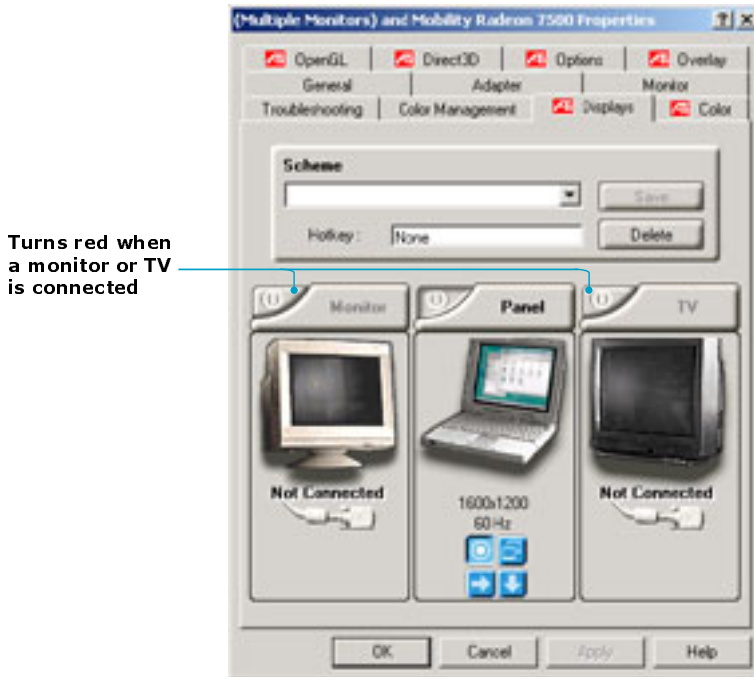 (Multiple Monitors) and Mobility Radeon 7500 Properties
OpenGL
Direct3D
Options
Overlay
General
Adapter
Monitor
Troubleshooting
Color Management
Displays
Color
Scheme
Save
Hotkey:
None
Delete
Turns red when
a monitor or TV
is connected
Monitor
Panel
TV
Not Connected
1600x1200
60 Hz
Not Connected
OK
Cancel
Apply
Help